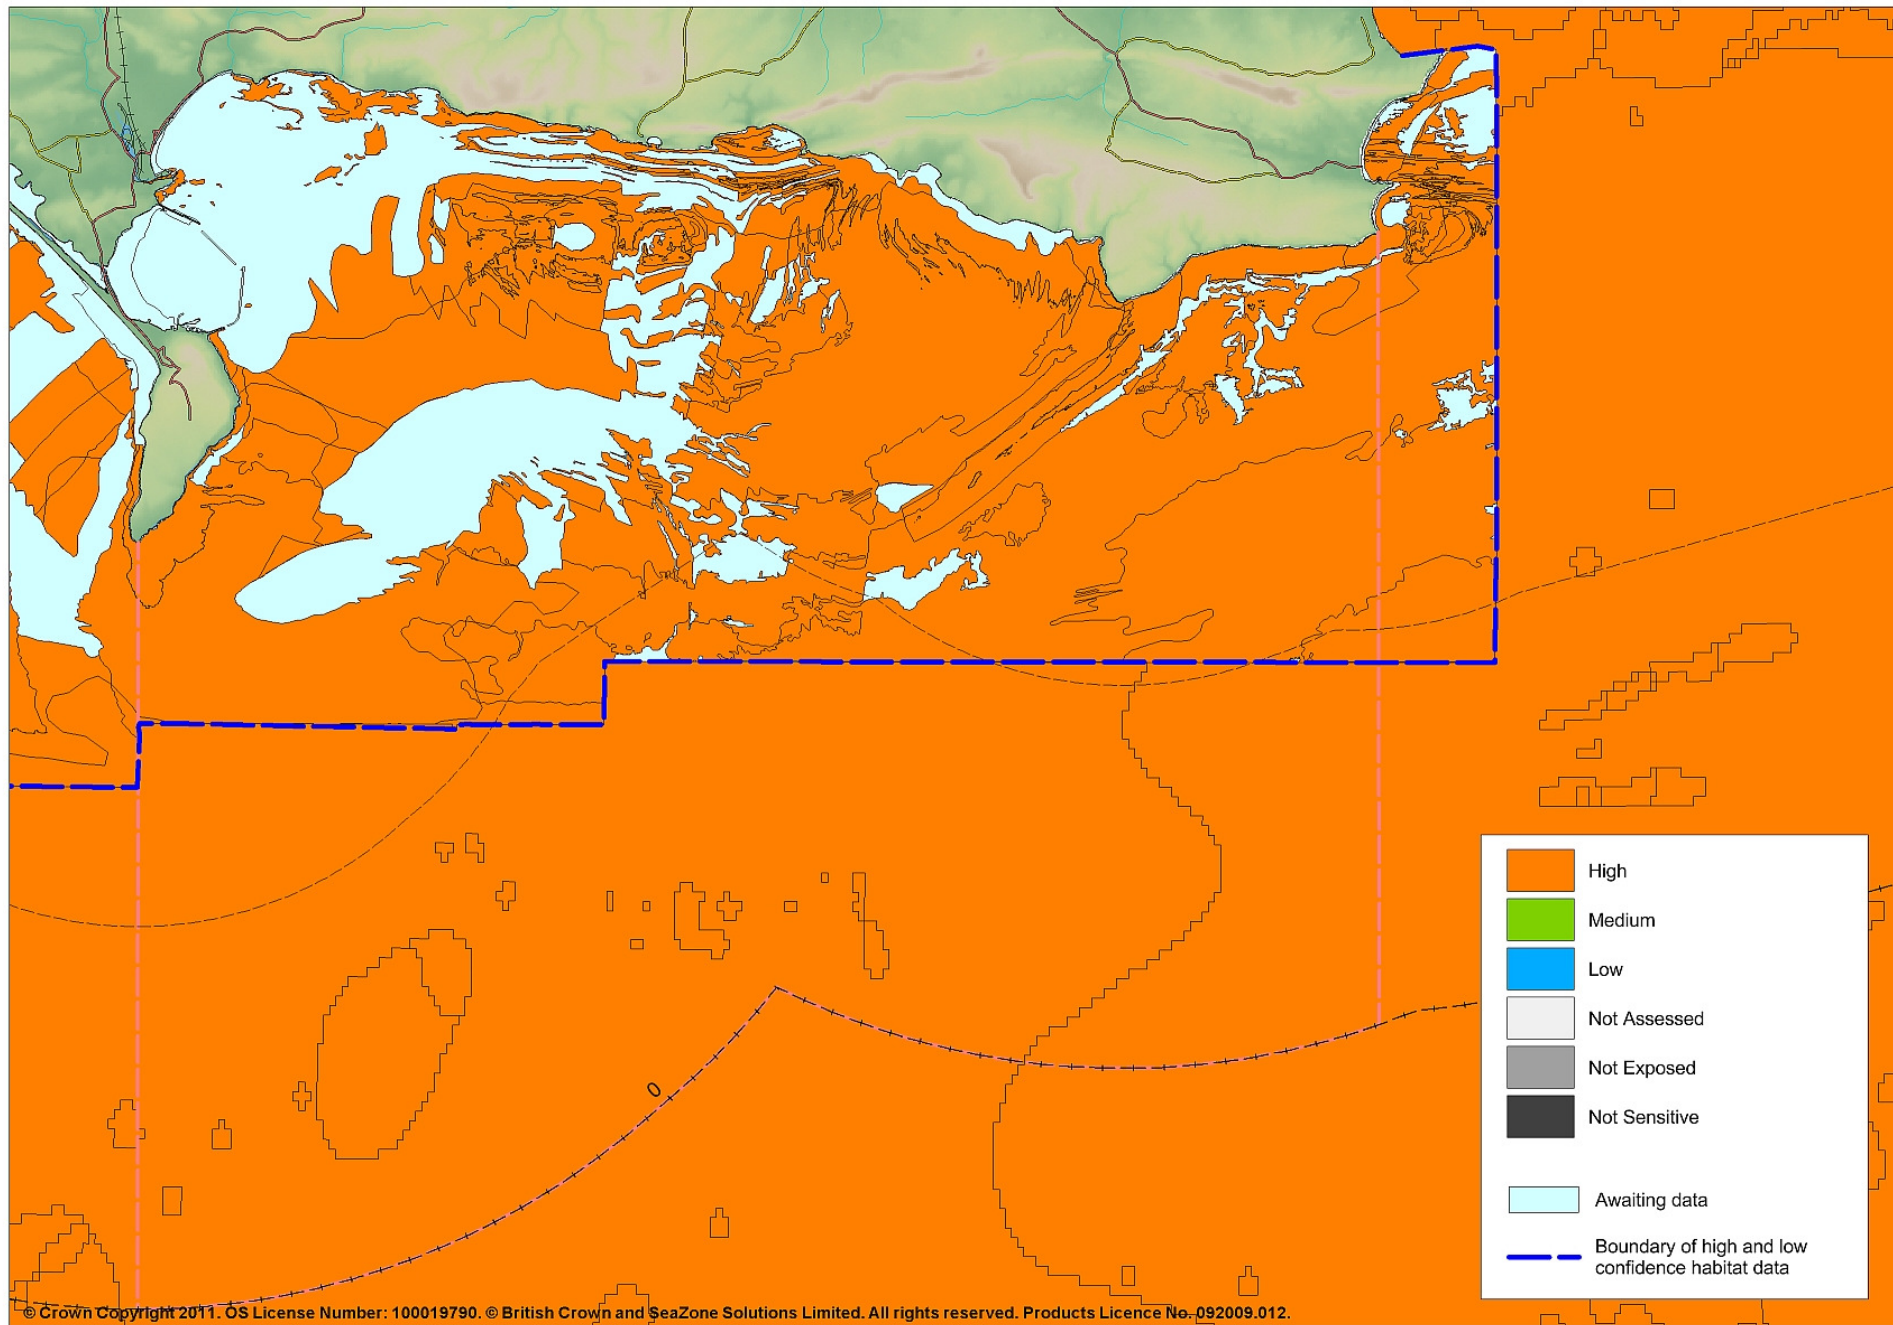 High
Medium
Low
Not Assessed
Not Exposed
Not Sensitive
Awaiting data
Boundary of high and low
confidence habitat data
0
© Crown Copyright 2011. OS License Number: 100019790. © British Crown and SeaZone Solutions Limited. All rights reserved. Products Licence No. 092009.012.